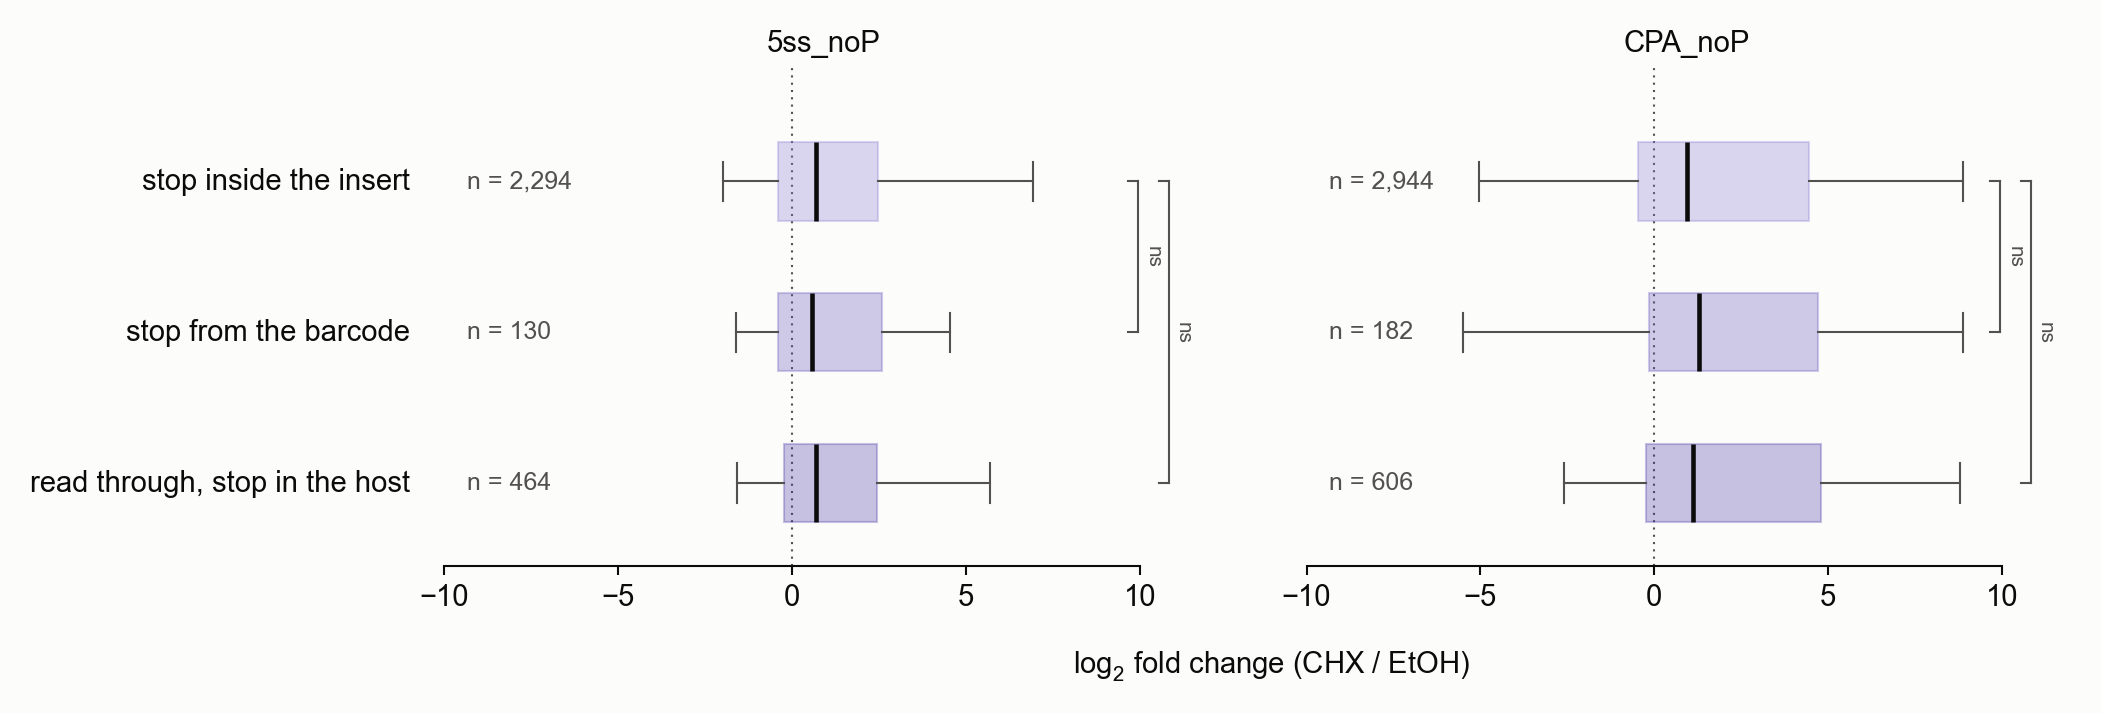 5ss_noP
CPA_noP
stop inside the insert
n = 2,294
n = 2,944
ns
ns
stop from the barcode
n = 130
n = 182
ns
ns
read through, stop in the host
n = 464
n = 606
−10 −5 0 5 10
−10 −5 0 5 10
log₂ fold change (CHX / EtOH)